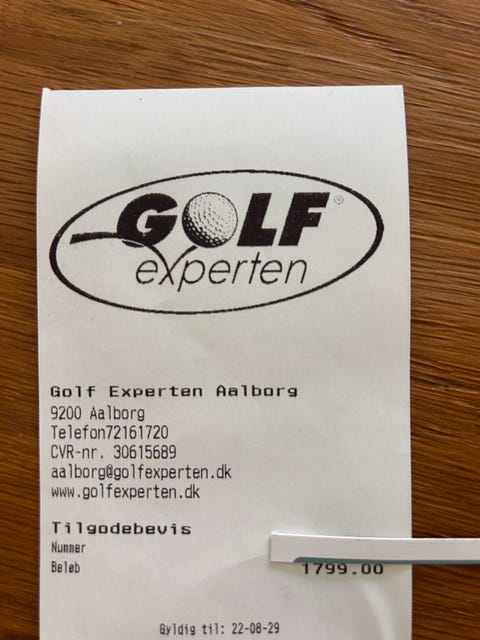 GOLF®
experten
Golf Experten Aalborg
9200 Aalborg
Telefon72161720
CVR-nr. 30615689
aalborg@golfexperten.dk
www.golfexperten.dk
Tilgodebevis
Nummer
Beløb 1799.00
Gyldig til: 22-08-29